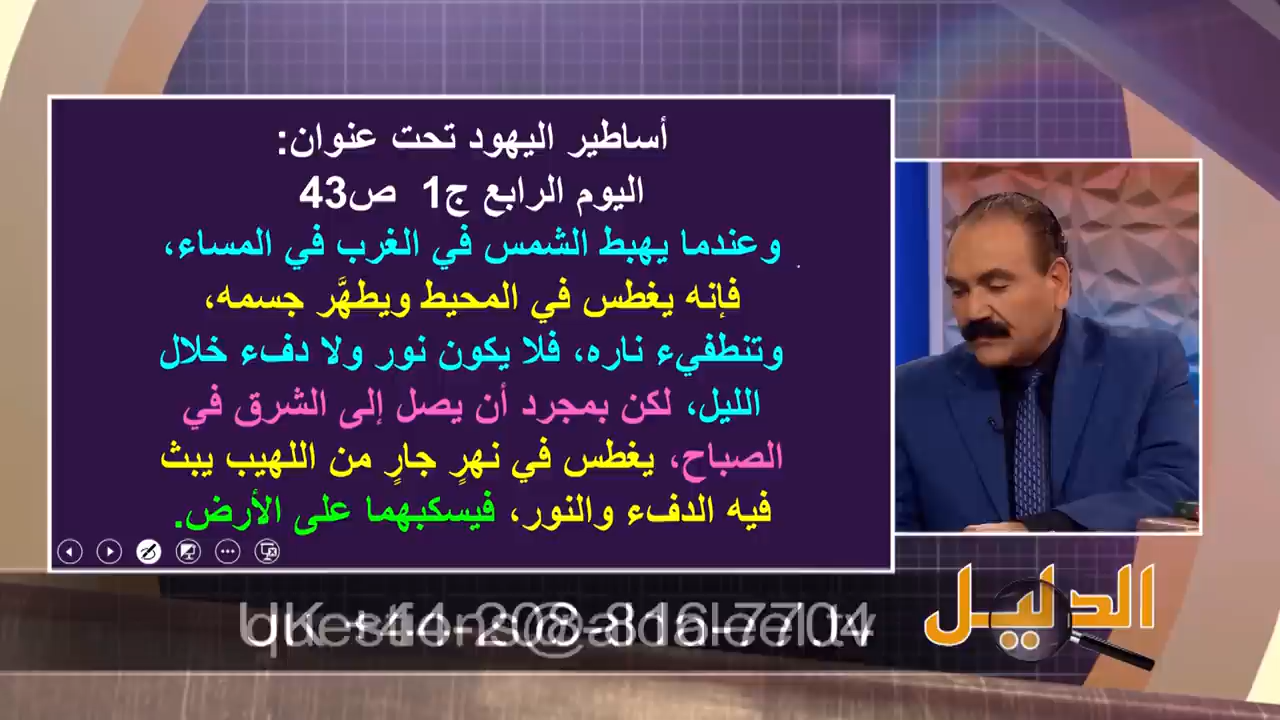 أساطير اليهود تحت عنوان:
اليوم الرابع ج1 ص43
وعندما يهبط الشمس في الغرب في المساء،
فإنه يغطس في المحيط ويطهَّر جسمه،
وتنطفيء ناره، فلا يكون نور ولا دفء خلال
الليل، لكن بمجرد أن يصل إلى الشرق في
الصباح، يغطس في نهرٍ جارٍ من اللهيب يبث
فيه الدفء والنور، فيسكبهما على الأرض.
الدليل